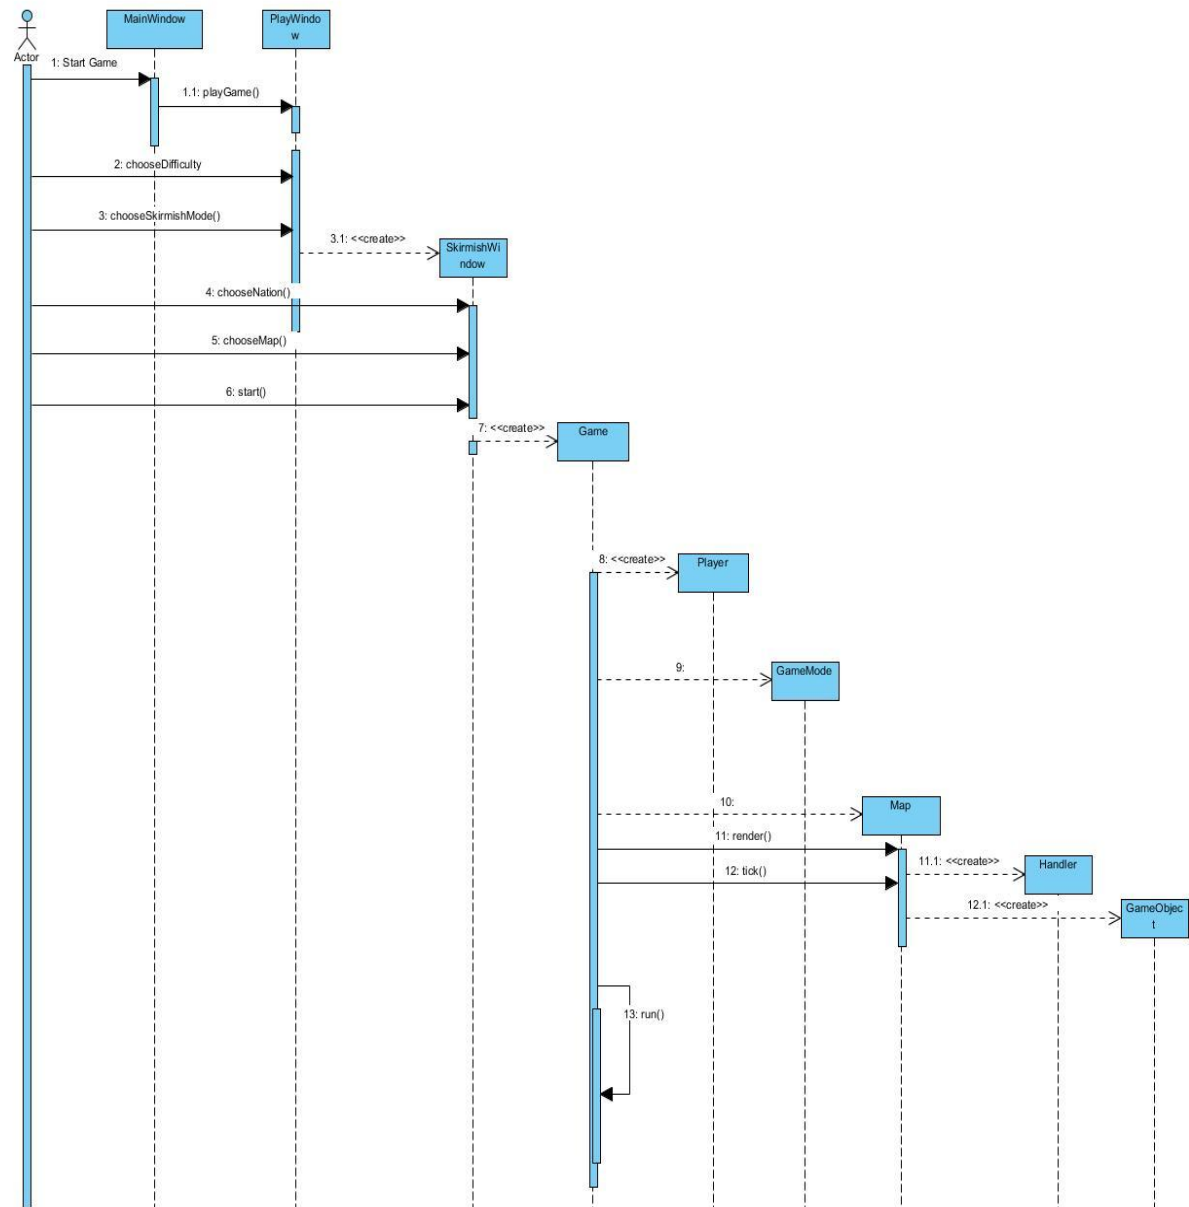 MainWindow
PlayWindo
w
Actor
1: Start Game
1.1: playGame()
2: chooseDifficulty
3: chooseSkirmishMode()
3.1: <<create>>
SkirmishWi
ndow
4: chooseNation()
5: chooseMap()
6: start()
7: <<create>>
Game
8: <<create>>
Player
9:
GameMode
10:
Map
11: render()
11.1: <<create>>
Handler
12: tick()
12.1: <<create>>
GameObjec
t
13: run()